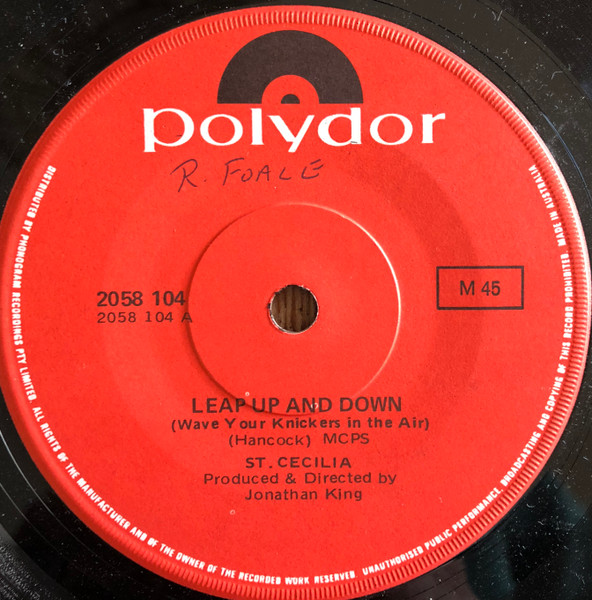 polydor
R. FOALE
2058 104
2058 104 A
M 45
LEAP UP AND DOWN
(Wave Your Knickers in the Air)
(Hancock) MCPS
ST. CECILIA
Produced & Directed by
Jonathan King
DISTRIBUTED BY PHONOGRAM RECORDINGS PTY LIMITED. ALL RIGHTS OF THE MANUFACTURER AND OF THE OWNER OF THE RECORDED WORK RESERVED. UNAUTHORISED PUBLIC PERFORMANCE, BROADCASTING AND COPYING OF THIS RECORD PROHIBITED. MADE IN AUSTRALIA